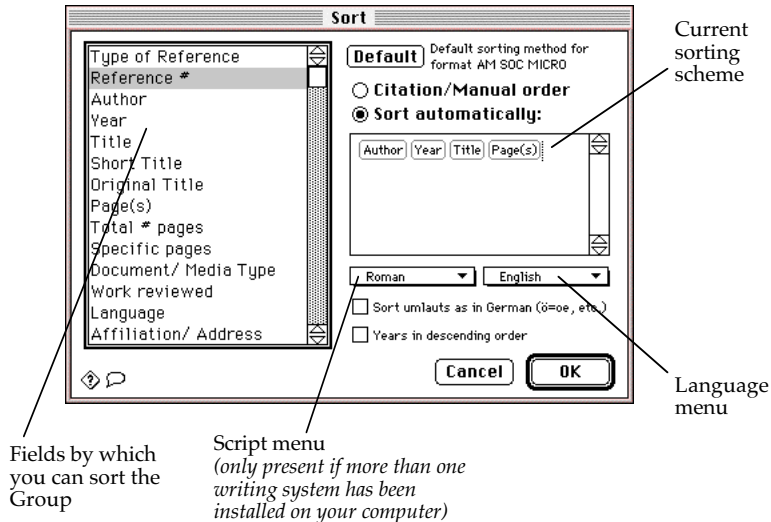 Sort
Type of Reference
Reference #
Author
Year
Title
Short Title
Original Title
Page(s)
Total # pages
Specific pages
Document/ Media Type
Work reviewed
Language
Affiliation/ Address
Default
Default sorting method for
format AM SOC MICRO
Citation/Manual order
Sort automatically:
Author Year Title Page(s)
Roman
English
Sort umlauts as in German (ö=oe, etc.)
Years in descending order
Cancel
OK
Current
sorting
scheme
Language
menu
Fields by which
you can sort the
Group
Script menu
(only present if more than one
writing system has been
installed on your computer)